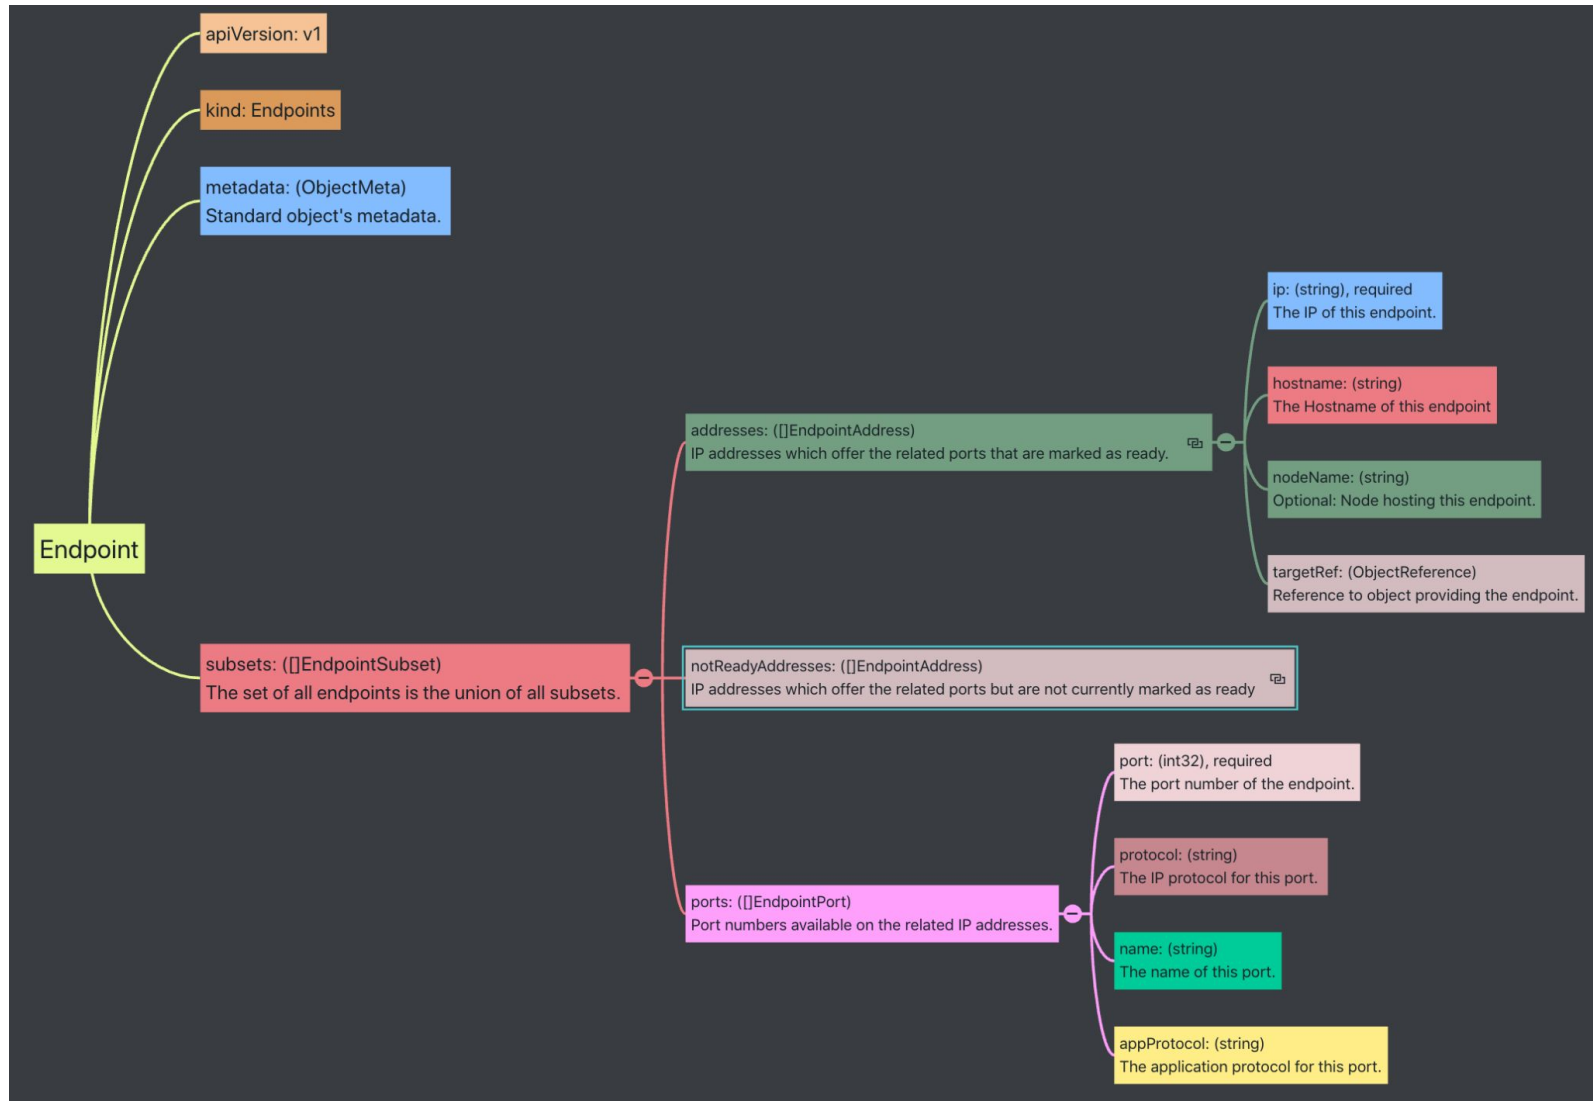 apiVersion: v1
kind: Endpoints
metadata: (ObjectMeta)
Standard object's metadata.
Endpoint
subsets: ([]EndpointSubset)
The set of all endpoints is the union of all subsets.
addresses: ([]EndpointAddress)
IP addresses which offer the related ports that are marked as ready.
ip: (string), required
The IP of this endpoint.
hostname: (string)
The Hostname of this endpoint
nodeName: (string)
Optional: Node hosting this endpoint.
targetRef: (ObjectReference)
Reference to object providing the endpoint.
notReadyAddresses: ([]EndpointAddress)
IP addresses which offer the related ports but are not currently marked as ready
ports: ([]EndpointPort)
Port numbers available on the related IP addresses.
port: (int32), required
The port number of the endpoint.
protocol: (string)
The IP protocol for this port.
name: (string)
The name of this port.
appProtocol: (string)
The application protocol for this port.